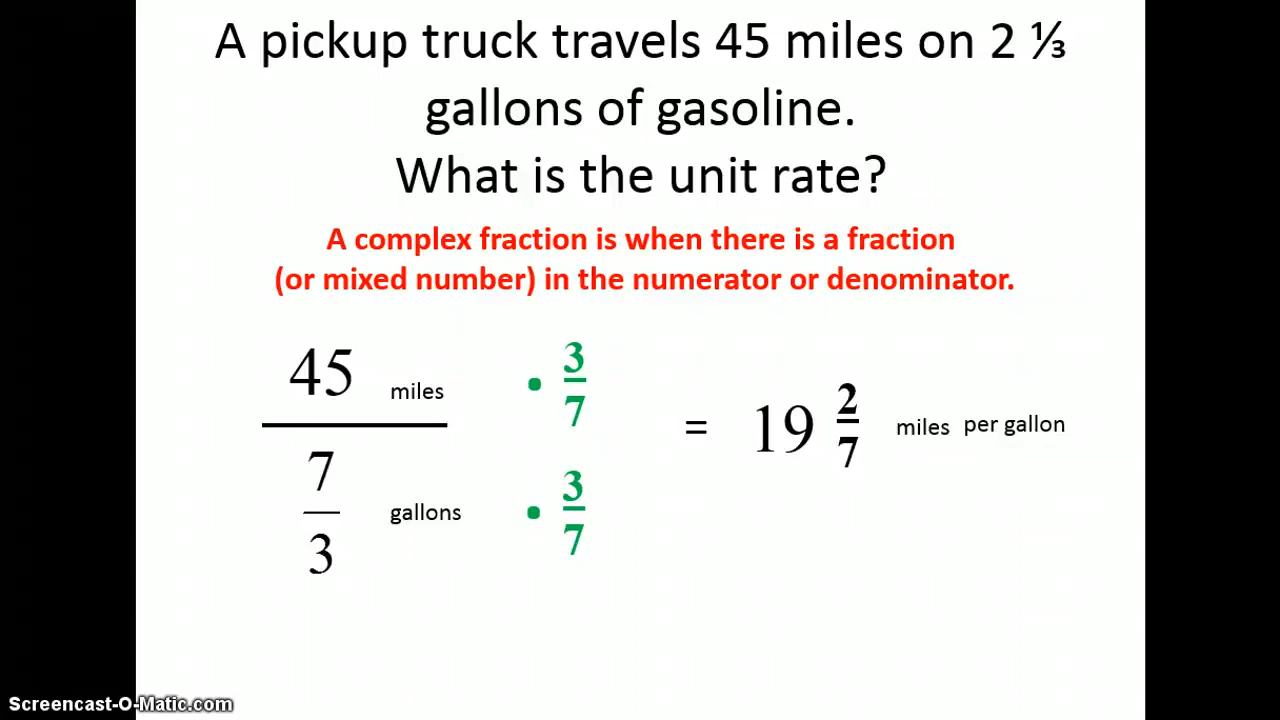 A pickup truck travels 45 miles on 2 ⅓
gallons of gasoline.
What is the unit rate?
A complex fraction is when there is a fraction
(or mixed number) in the numerator or denominator.
45 miles • 3/7
7/3 gallons • 3/7
= 19 2/7 miles per gallon
Screencast-O-Matic.com